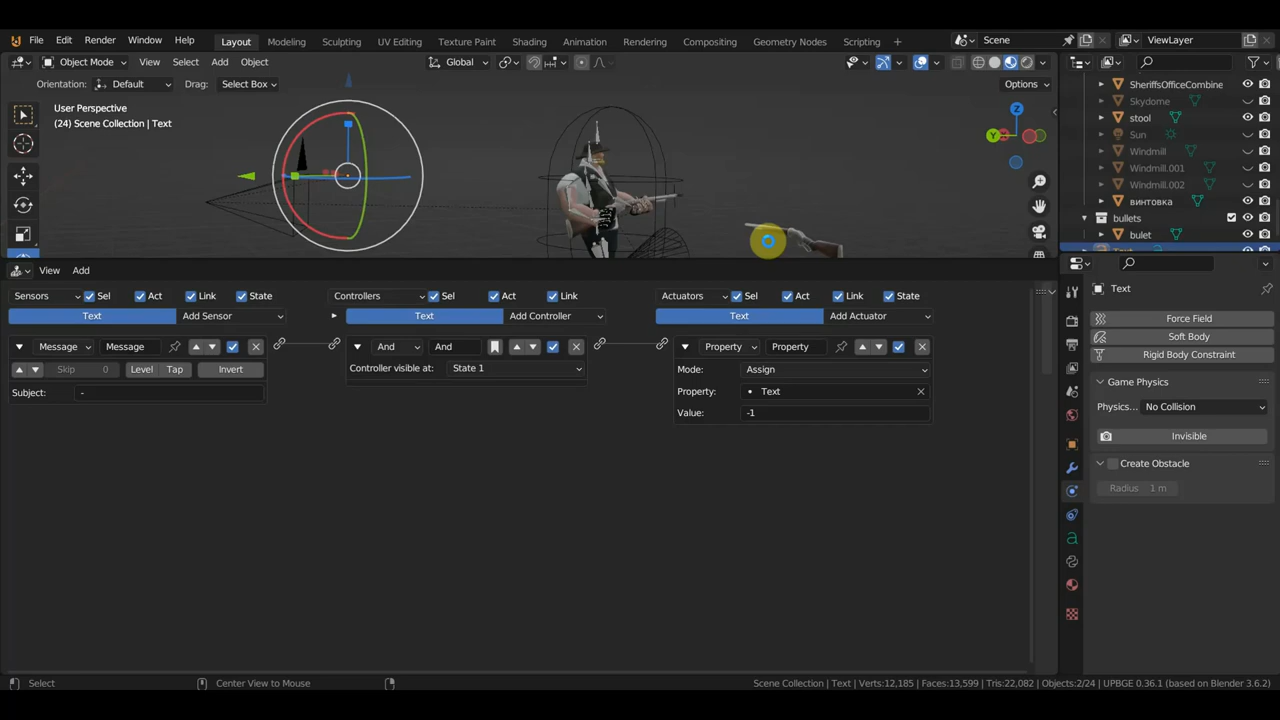 File Edit Render Window Help Layout Modeling Sculpting UV Editing Texture Paint Shading Animation Rendering Compositing Geometry Nodes Scripting + Scene ViewLayer
Object Mode View Select Add Object Global
Orientation: Default Drag: Select Box Options
User Perspective
(24) Scene Collection | Text
Z
Y
SheriffsOfficeCombine
Skydome
stool
Sun
Windmill
Windmill.001
Windmill.002
винтовка
bullets
bulet
View Add
Sensors Sel Act Link State Controllers Sel Act Link Actuators Sel Act Link State
Text Add Sensor Text Add Controller Text Add Actuator
Message Message And And Property Property
Skip 0 Level Tap Invert Controller visible at: State 1 Mode: Assign
Subject: - Property: Text
Value: -1
Text
Force Field
Soft Body
Rigid Body Constraint
Game Physics
Physics... No Collision
Invisible
Create Obstacle
Radius 1 m
Select Center View to Mouse Scene Collection | Text Verts:12,185 | Faces:13,599 | Tris:22,082 | Objects:2/24 | UPBGE 0.36.1 (based on Blender 3.6.2)